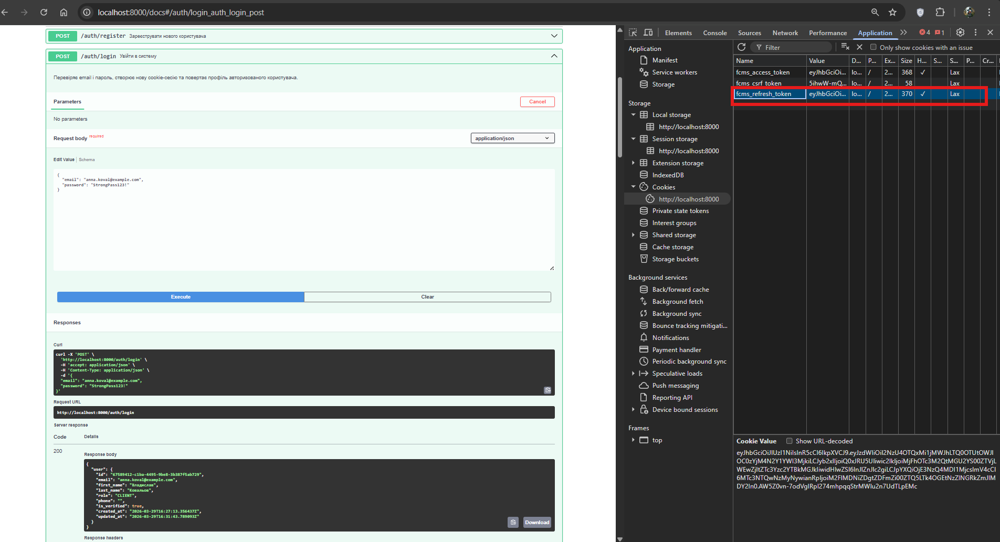 localhost:8000/docs#/auth/login_auth_login_post
POST /auth/register Зареєструвати нового користувача
POST /auth/login Увійти в систему
Перевіряє email і пароль, створює нову cookie-сесію та повертає профіль авторизованого користувача.
Parameters
Cancel
No parameters
Request body required
application/json
Edit Value | Schema
{
"email": "anna.koval@example.com",
"password": "StrongPass123!"
}
Execute
Clear
Responses
Curl
curl -X 'POST' \
'http://localhost:8000/auth/login' \
-H 'accept: application/json' \
-H 'Content-Type: application/json' \
-d '{
"email": "anna.koval@example.com",
"password": "StrongPass123!"
}'
Request URL
http://localhost:8000/auth/login
Server response
Code Details
200
Response body
{
"user": {
"id": "67589412-c1ba-4495-9be8-3b387f5ab729",
"email": "anna.koval@example.com",
"first_name": "Владислав",
"last_name": "Ковальов",
"role": "CLIENT",
"phone": "",
"is_verified": true,
"created_at": "2026-03-29T16:27:13.356437Z",
"updated_at": "2026-03-29T16:31:43.789093Z"
}
}
Download
Response headers
Elements Console Sources Network Performance Application 4 1
Application
Manifest
Service workers
Storage
Storage
Local storage
http://localhost:8000
Session storage
http://localhost:8000
Extension storage
IndexedDB
Cookies
http://localhost:8000
Private state tokens
Interest groups
Shared storage
Cache storage
Storage buckets
Background services
Back/forward cache
Background fetch
Background sync
Bounce tracking mitigati...
Notifications
Payment handler
Periodic background sync
Speculative loads
Push messaging
Reporting API
Device bound sessions
Frames
top
Filter
Only show cookies with an issue
Name Value D... P... Ex... Size H... S... S... P... Cr...
fcms_access_token eyJhbGciOi... lo... / 2... 368 ✓ Lax
fcms_csrf_token 5ihwW-mQ... lo... / 2... 58 Lax
fcms_refresh_token eyJhbGciOi... lo... / 2... 370 ✓ Lax
Cookie Value Show URL-decoded